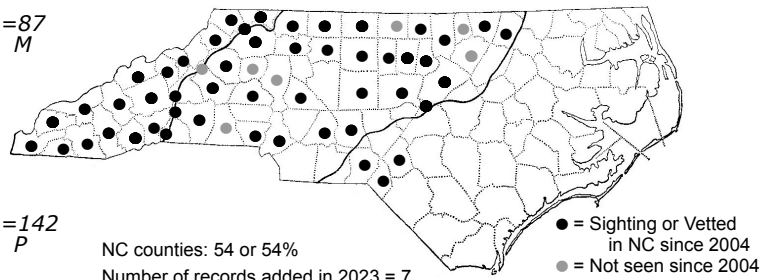 =87
M
=142
P
NC counties: 54 or 54%
Number of records added in 2023 = 7
● = Sighting or Vetted
in NC since 2004
● = Not seen since 2004